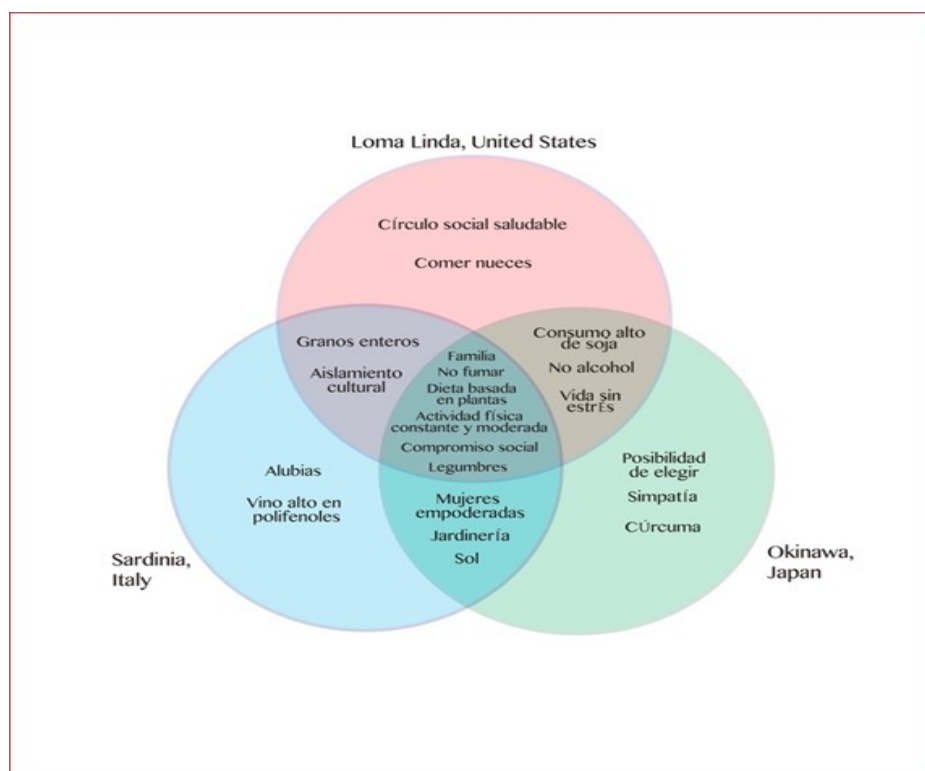 Loma Linda, United States
Círculo social saludable
Comer nueces
Granos enteros
Aislamiento
cultural
Consumo alto
de soja
No alcohol
Vida sin
estrÉs
Familia
No fumar
Dieta basada
en plantas
Actividad física
constante y moderada
Compromiso social
Legumbres
Alubias
Vino alto en
polifenoles
Mujeres
empoderadas
Jardinería
Sol
Posibilidad
de elegir
Simpatía
CÚrcuma
Sardinia,
Italy
Okinawa,
Japan